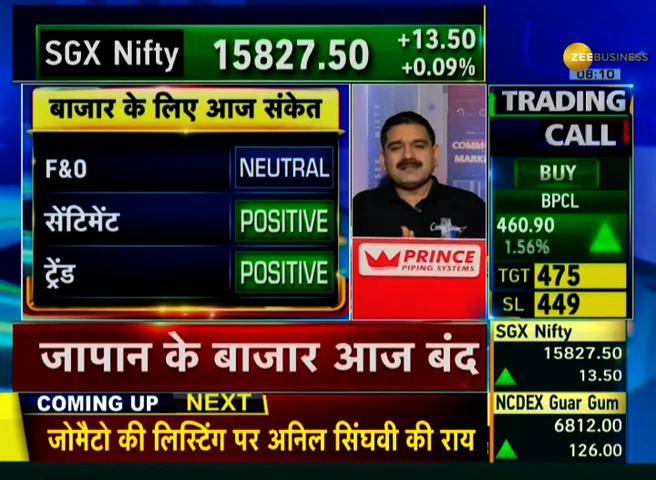 SGX Nifty 15827.50 +13.50
+0.09%
ZEEBUSINESS
08:10
बाजार के लिए आज संकेत
F&O NEUTRAL
सेंटिमेंट POSITIVE
ट्रेंड POSITIVE
PRINCE
PIPING SYSTEMS
TRADING
CALL
BUY
BPCL
460.90
1.56%
TGT 475
SL 449
जापान के बाजार आज बंद
COMING UP NEXT
जोमैटो की लिस्टिंग पर अनिल सिंघवी की राय
SGX Nifty
15827.50
13.50
NCDEX Guar Gum
6812.00
126.00